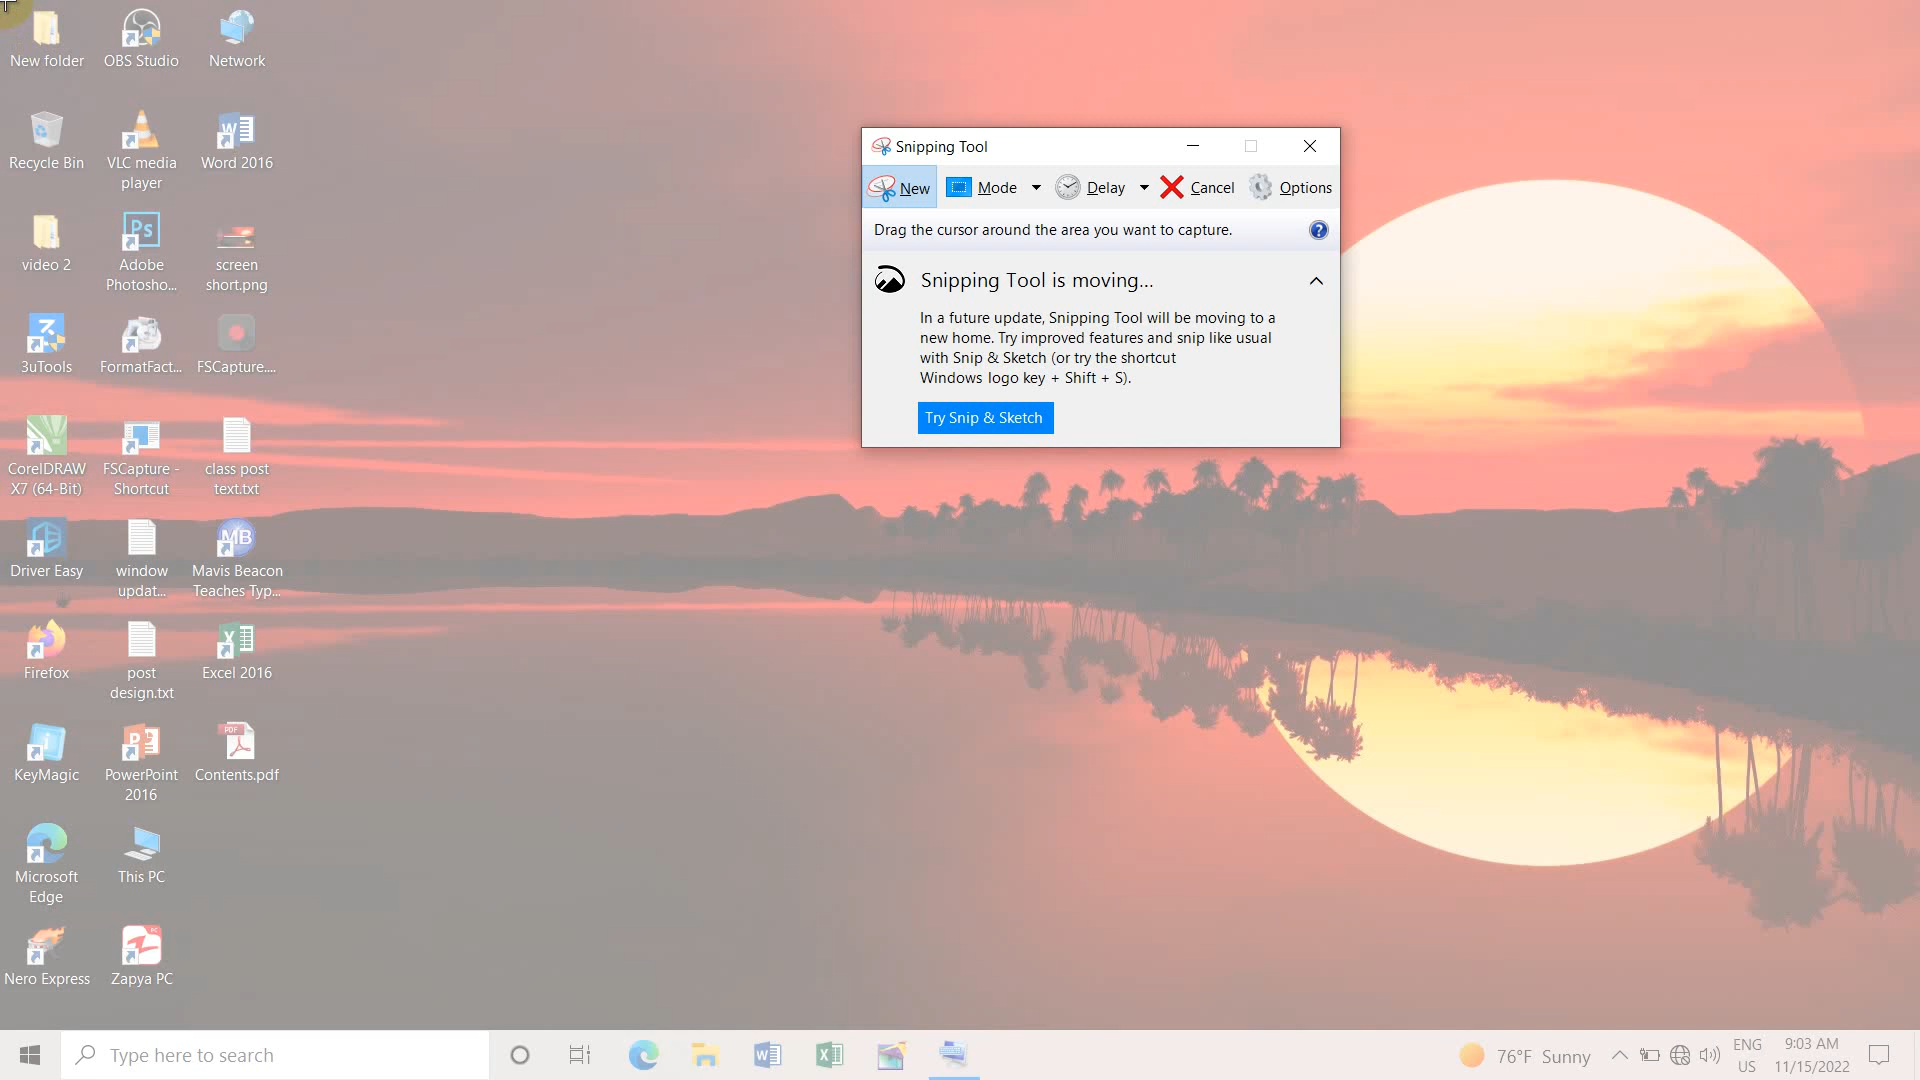 New folder
OBS Studio
Network
Recycle Bin
VLC media
player
Word 2016
video 2
Adobe
Photosho...
screen
short.png
3uTools
FormatFact...
FSCapture....
CorelDRAW
X7 (64-Bit)
FSCapture -
Shortcut
class post
text.txt
Driver Easy
window
updat...
Mavis Beacon
Teaches Typ...
Firefox
post
design.txt
Excel 2016
KeyMagic
PowerPoint
2016
Contents.pdf
Microsoft
Edge
This PC
Nero Express
Zapya PC
Ps
MB
PDF
Snipping Tool
New Mode Delay Cancel Options
Drag the cursor around the area you want to capture.
Snipping Tool is moving...
In a future update, Snipping Tool will be moving to a
new home. Try improved features and snip like usual
with Snip & Sketch (or try the shortcut
Windows logo key + Shift + S).
Try Snip & Sketch
Type here to search
76°F Sunny
ENG
US
9:03 AM
11/15/2022